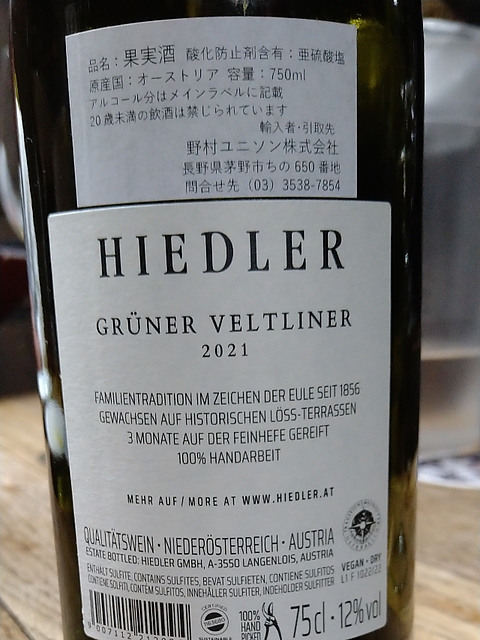 品名：果実酒 酸化防止剤含有：亜硫酸塩
原産国：オーストリア 容量：750ml
アルコール分はメインラベルに記載
20歳未満の飲酒は禁じられています
輸入者・引取先
野村ユニソン株式会社
長野県茅野市ちの650番地
問合せ先（03）3538-7854
HIEDLER
GRÜNER VELTLINER
2021
FAMILIENTRADITION IM ZEICHEN DER EULE SEIT 1856
GEWACHSEN AUF HISTORISCHEN LÖSS-TERRASSEN
3 MONATE AUF DER FEINHEFE GEREIFT
100% HANDARBEIT
MEHR AUF / MORE AT WWW.HIEDLER.AT
QUALITÄTSWEIN · NIEDERÖSTERREICH · AUSTRIA
ESTATE BOTTLED: HIEDLER GMBH, A-3550 LANGENLOIS, AUSTRIA
ENTHÄLT SULFITE, CONTAINS SULFITES, BEVAT SULFIETEN, CONTIENE SULFITOS
CONTIENE SOLFITI, CONTÉM SULFITOS, INNEHÅLLER SULFITER, INDEHOLDER SULFITTER
VEGAN · DRY
L1 F 102222
CERTIFIED
SUSTAINABLE
100%
HAND
PICKED
75cl · 12%vol